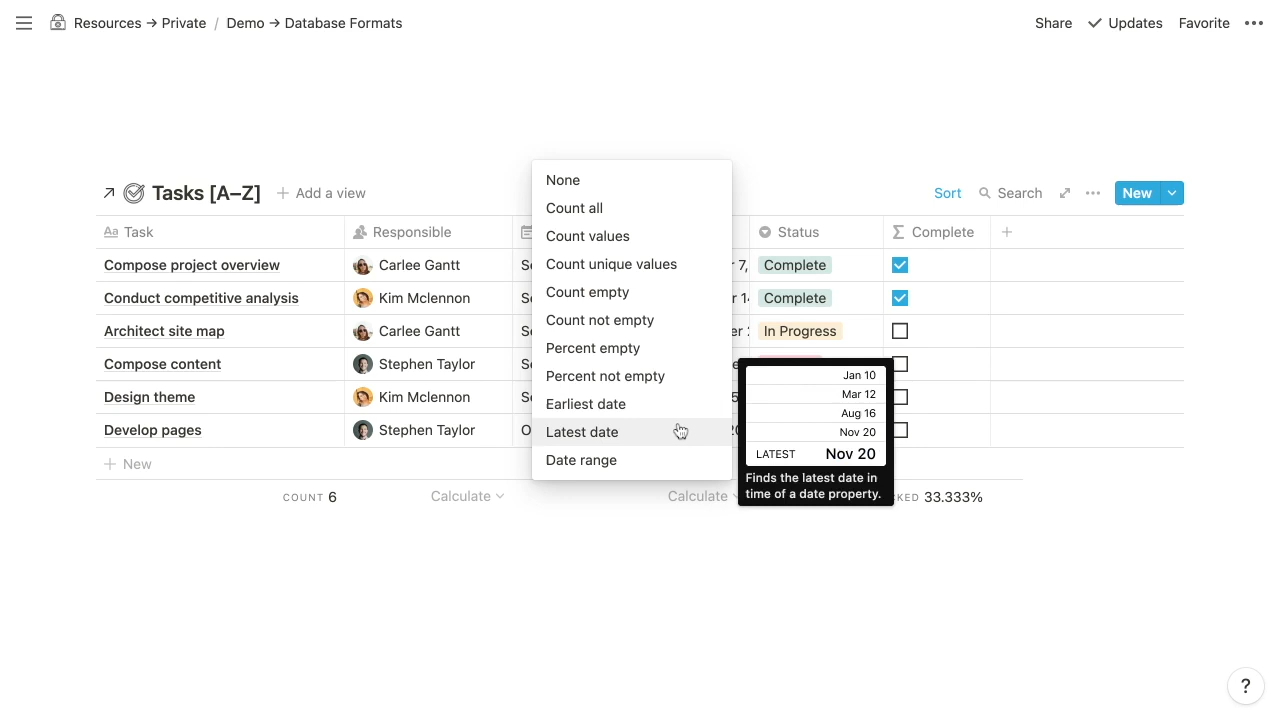 Resources → Private / Demo → Database Formats
Share Updates Favorite
Tasks [A–Z] + Add a view
Sort Search New
Aa Task Responsible Status Σ Complete +
Compose project overview Carlee Gantt 7, Complete
Conduct competitive analysis Kim Mclennon Complete
Architect site map Carlee Gantt In Progress
Compose content Stephen Taylor
Design theme Kim Mclennon
Develop pages Stephen Taylor
+ New
COUNT 6 Calculate Calculate 33.333%
None
Count all
Count values
Count unique values
Count empty
Count not empty
Percent empty
Percent not empty
Earliest date
Latest date
Date range
Jan 10
Mar 12
Aug 16
Nov 20
LATEST Nov 20
Finds the latest date in
time of a date property.
?